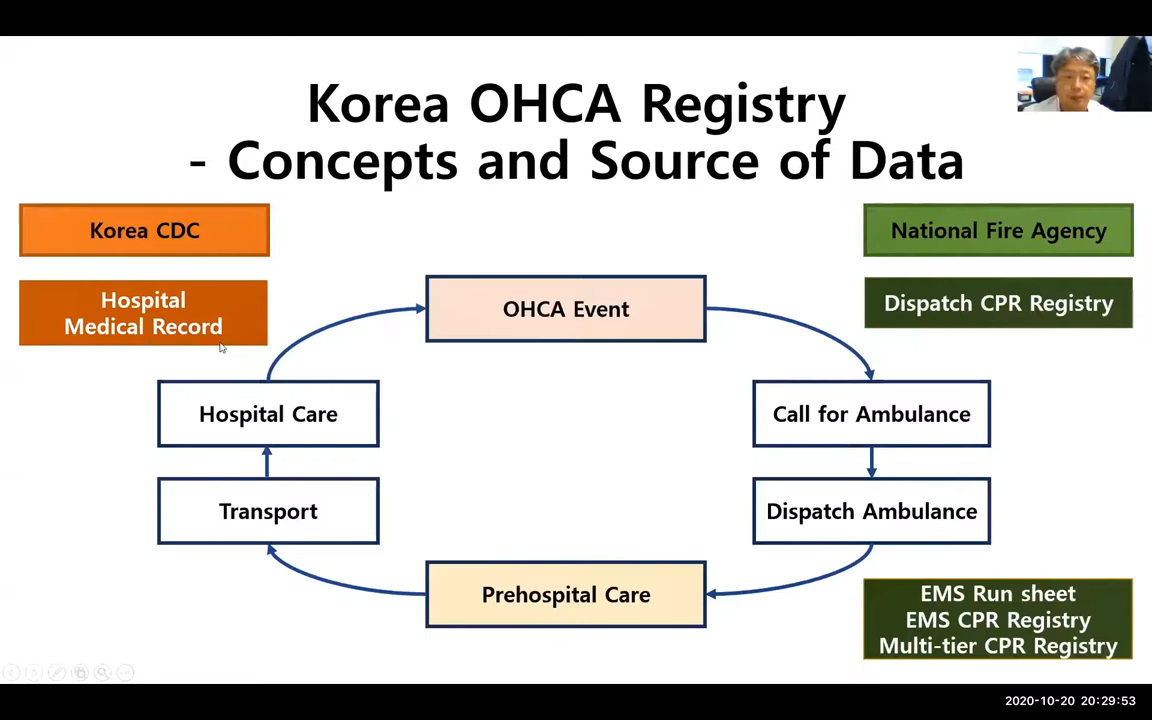 Korea OHCA Registry
- Concepts and Source of Data
Korea CDC
National Fire Agency
Hospital
Medical Record
OHCA Event
Dispatch CPR Registry
Hospital Care
Call for Ambulance
Transport
Dispatch Ambulance
Prehospital Care
EMS Run sheet
EMS CPR Registry
Multi-tier CPR Registry
2020-10-20 20:29:53